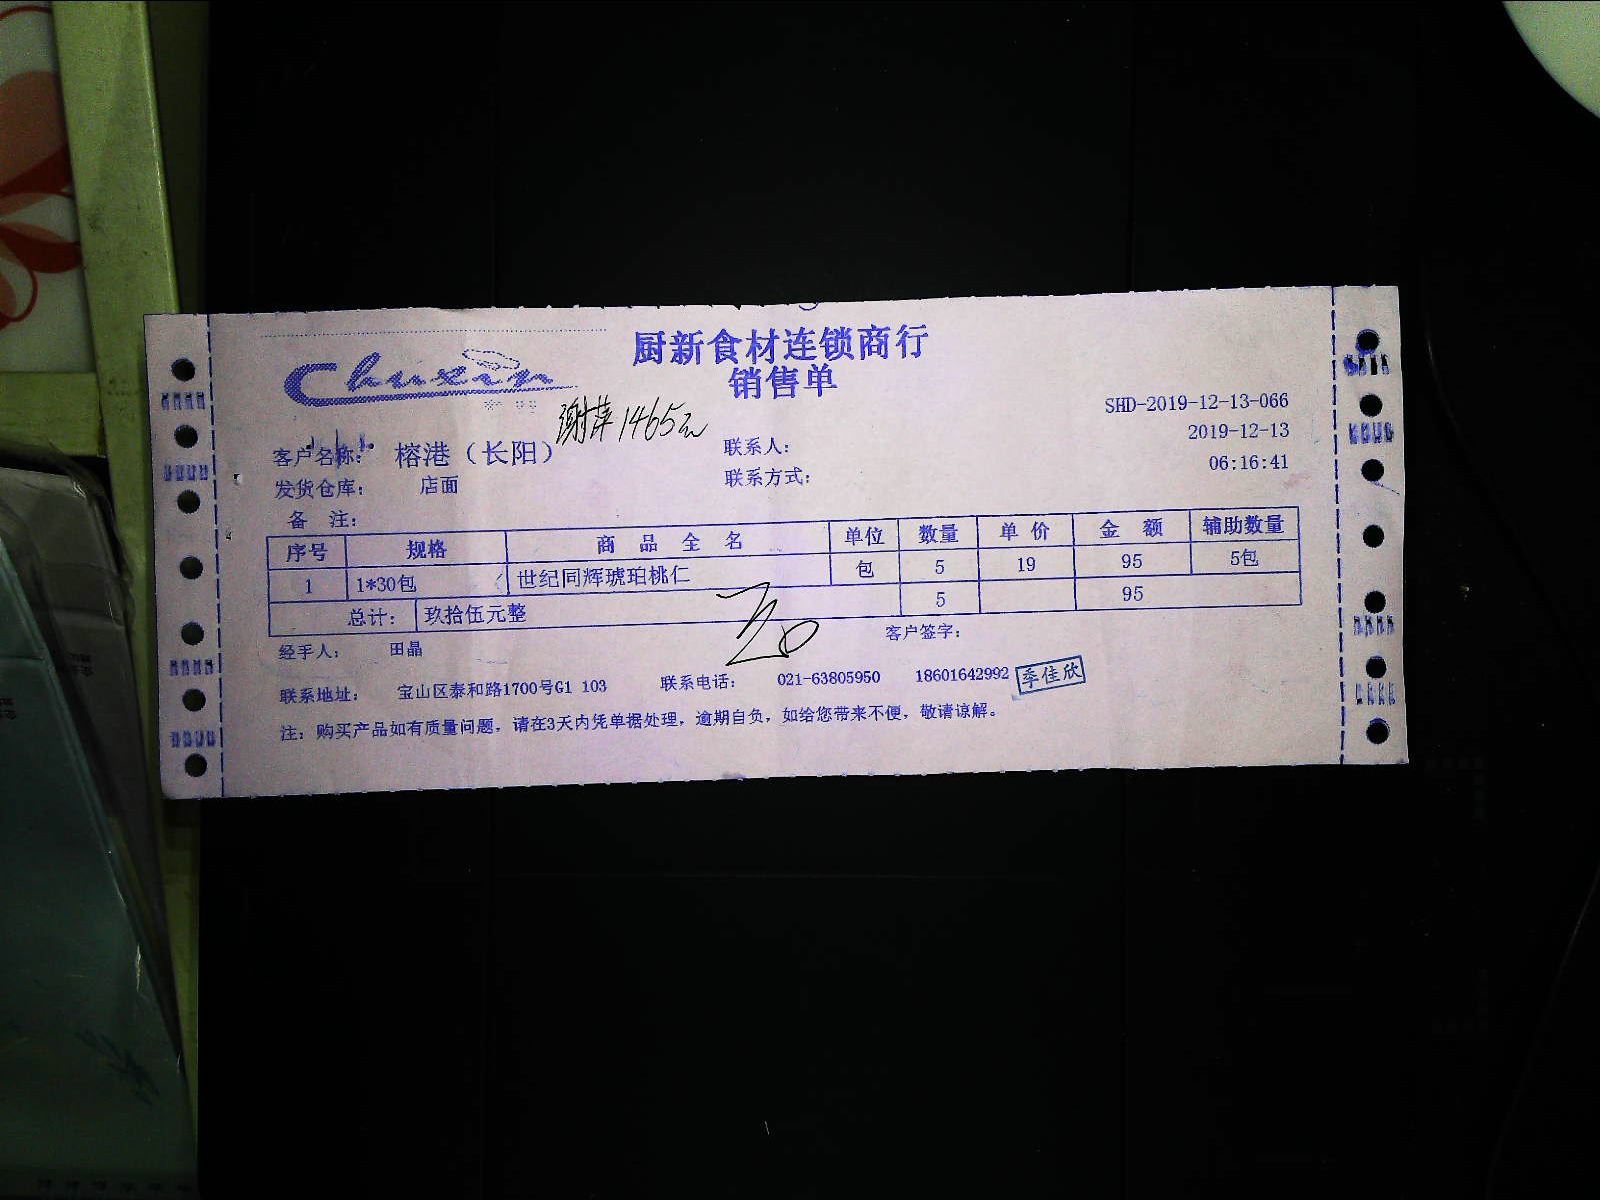 厨新食材连锁商行
Chuxin
销售单
谢萍1465元
SHD-2019-12-13-066
客户名称: 榕港（长阳） 联系人: 2019-12-13
发货仓库: 店面 联系方式: 06:16:41
备 注:
序号 规格 商 品 全 名 单位 数量 单 价 金 额 辅助数量
1 1*30包 世纪同辉琥珀桃仁 包 5 19 95 5包
总计: 玖拾伍元整 5 95
经手人: 田晶 客户签字:
联系地址: 宝山区泰和路1700号G1 103 联系电话: 021-63805950 18601642992 季佳欣
注: 购买产品如有质量问题, 请在3天内凭单据处理, 逾期自负, 如给您带来不便, 敬请谅解。